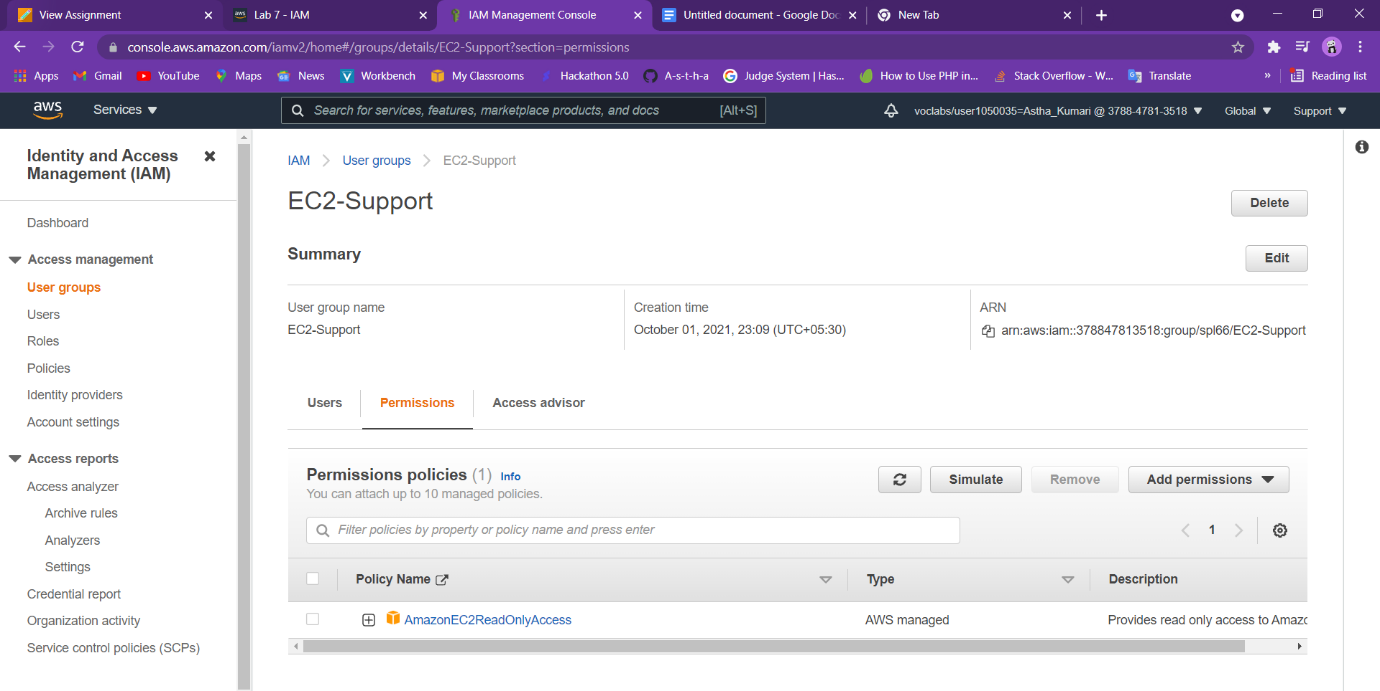 View Assignment
Lab 7 - IAM
IAM Management Console
Untitled document - Google Doc
New Tab
console.aws.amazon.com/iamv2/home#/groups/details/EC2-Support?section=permissions
Apps Gmail YouTube Maps News Workbench My Classrooms Hackathon 5.0 A-s-t-h-a Judge System | Has... How to Use PHP in... Stack Overflow - W... Translate » Reading list
aws Services Search for services, features, marketplace products, and docs [Alt+S] voclabs/user1050035=Astha_Kumari @ 3788-4781-3518 Global Support
Identity and Access
Management (IAM)
Dashboard
Access management
User groups
Users
Roles
Policies
Identity providers
Account settings
Access reports
Access analyzer
Archive rules
Analyzers
Settings
Credential report
Organization activity
Service control policies (SCPs)
IAM User groups EC2-Support
EC2-Support
Delete
Summary
Edit
User group name
EC2-Support
Creation time
October 01, 2021, 23:09 (UTC+05:30)
ARN
arn:aws:iam::378847813518:group/spl66/EC2-Support
Users Permissions Access advisor
Permissions policies (1) Info
You can attach up to 10 managed policies.
Simulate Remove Add permissions
Filter policies by property or policy name and press enter
1
Policy Name Type Description
AmazonEC2ReadOnlyAccess AWS managed Provides read only access to Amazo